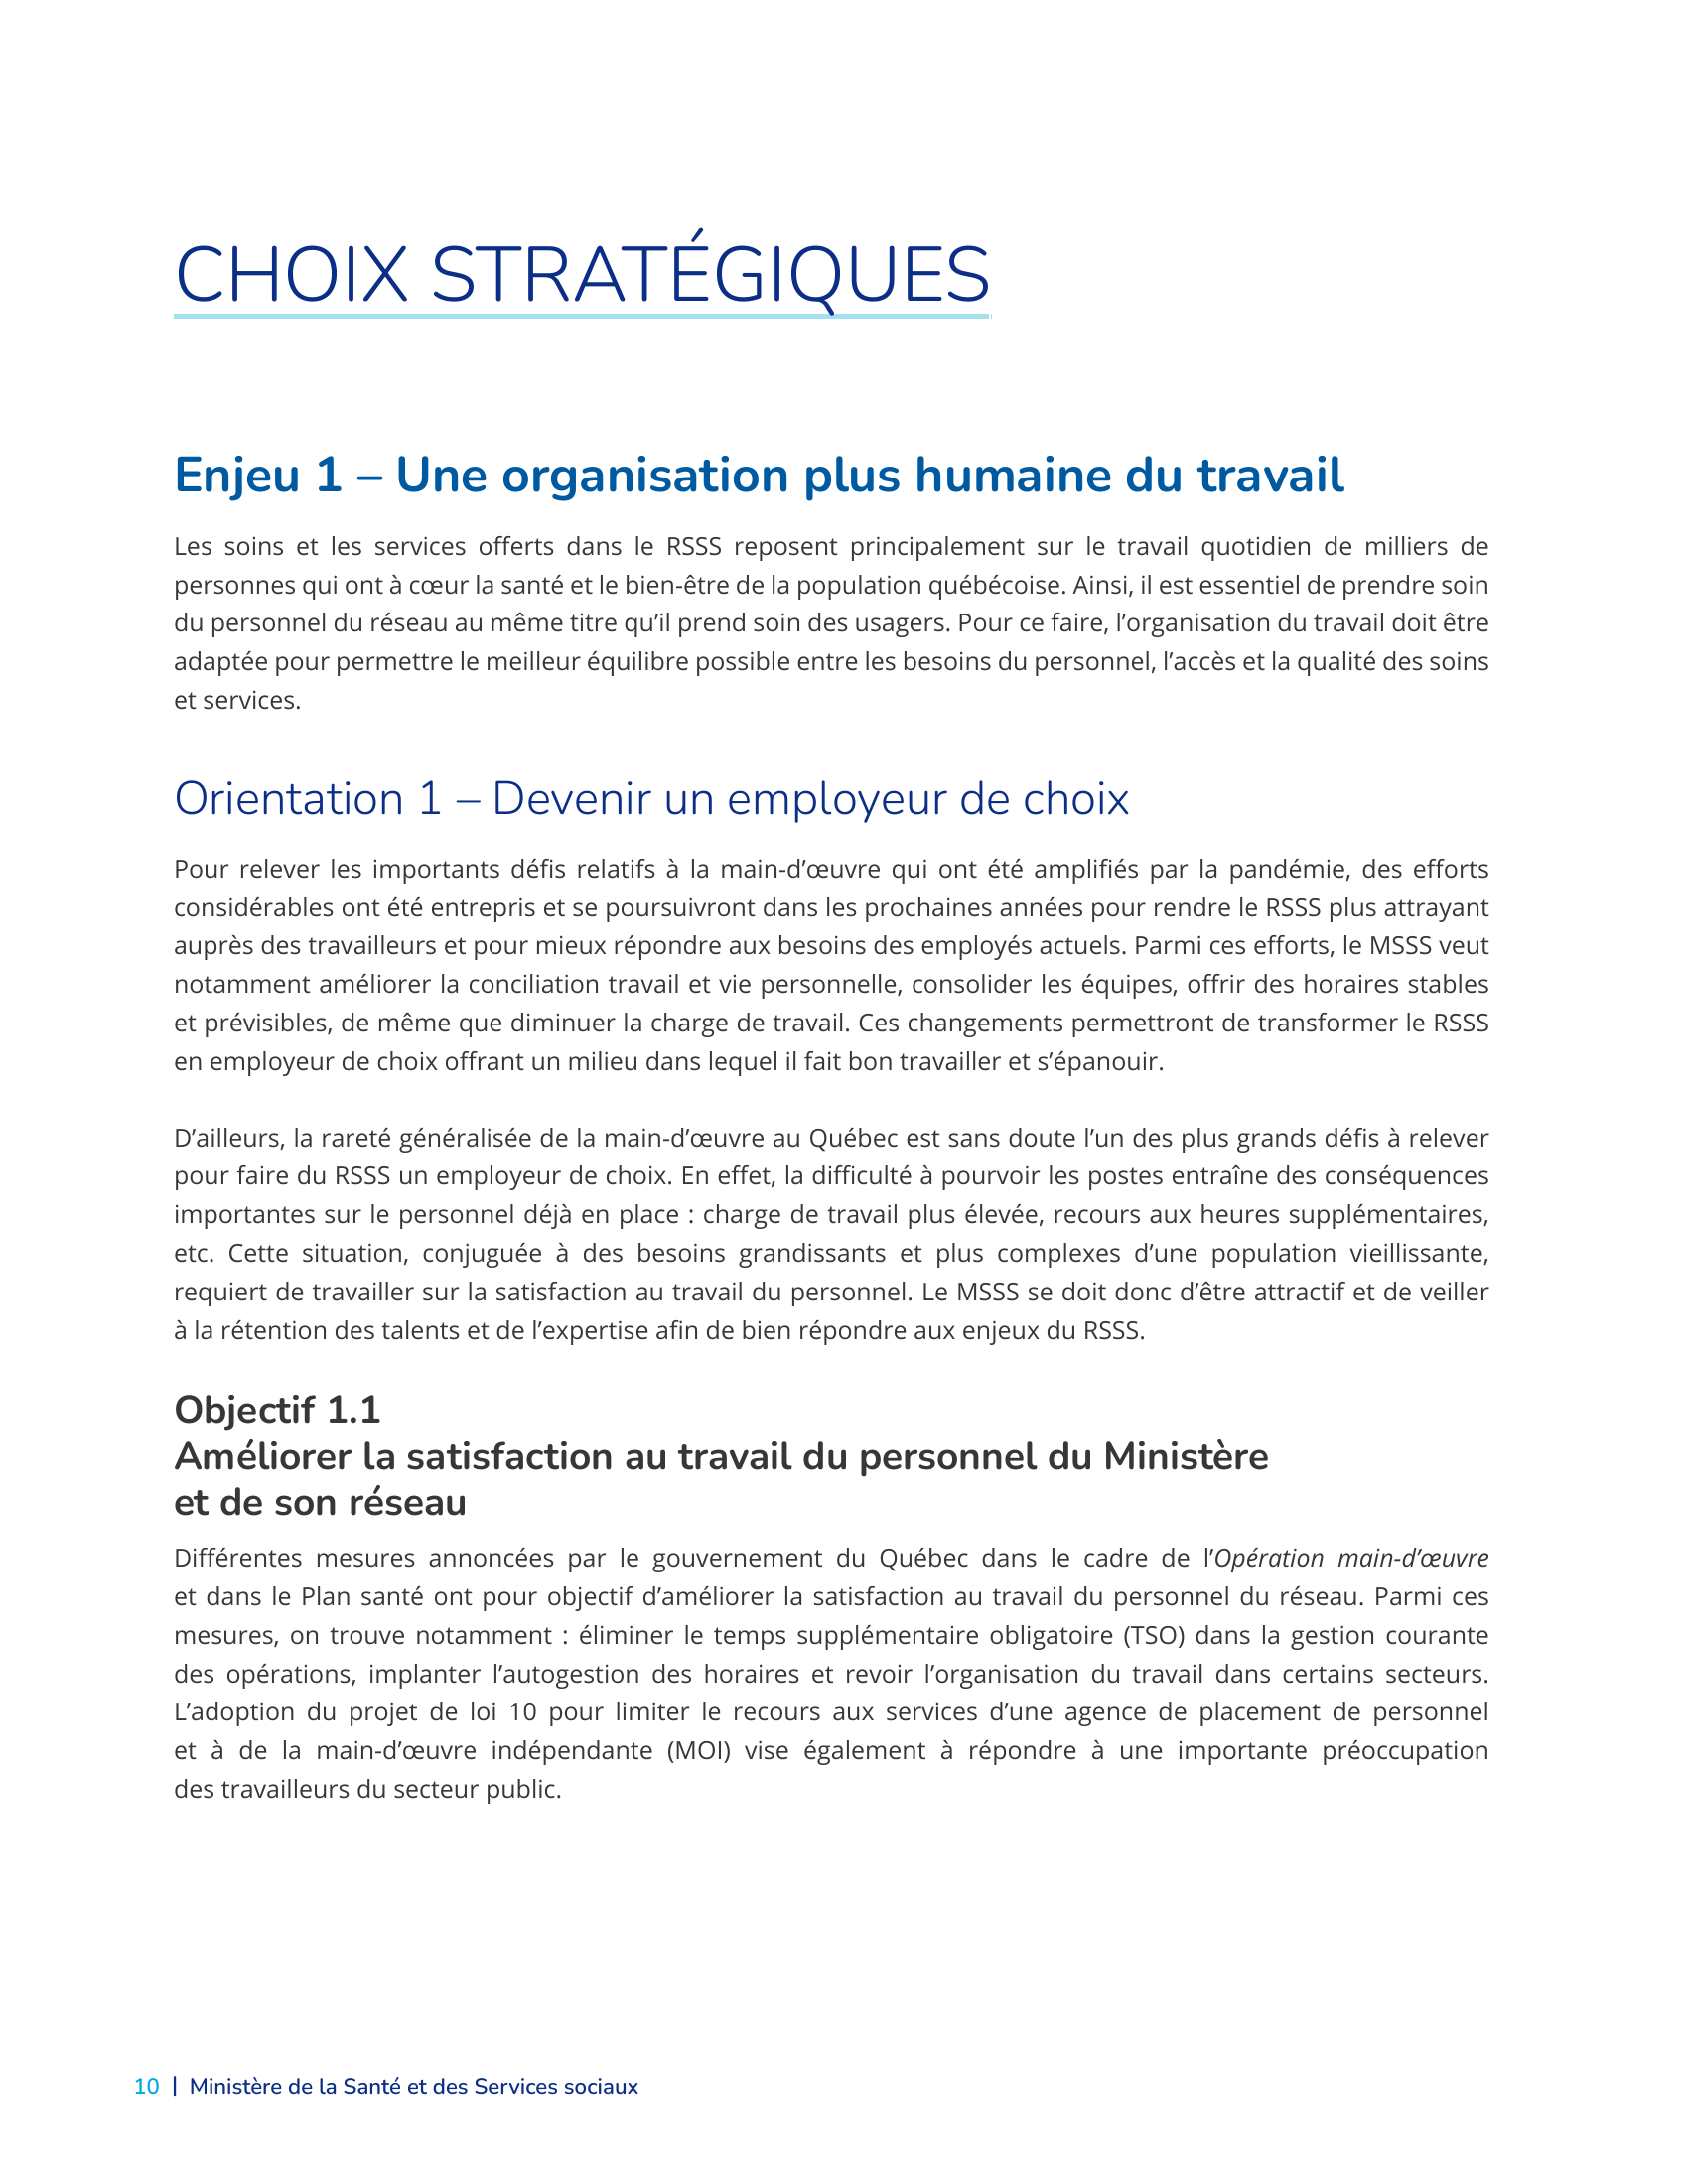 CHOIX STRATÉGIQUES
Enjeu 1 – Une organisation plus humaine du travail
Les soins et les services offerts dans le RSSS reposent principalement sur le travail quotidien de milliers de
personnes qui ont à cœur la santé et le bien-être de la population québécoise. Ainsi, il est essentiel de prendre soin
du personnel du réseau au même titre qu’il prend soin des usagers. Pour ce faire, l’organisation du travail doit être
adaptée pour permettre le meilleur équilibre possible entre les besoins du personnel, l’accès et la qualité des soins
et services.
Orientation 1 – Devenir un employeur de choix
Pour relever les importants défis relatifs à la main-d’œuvre qui ont été amplifiés par la pandémie, des efforts
considérables ont été entrepris et se poursuivront dans les prochaines années pour rendre le RSSS plus attrayant
auprès des travailleurs et pour mieux répondre aux besoins des employés actuels. Parmi ces efforts, le MSSS veut
notamment améliorer la conciliation travail et vie personnelle, consolider les équipes, offrir des horaires stables
et prévisibles, de même que diminuer la charge de travail. Ces changements permettront de transformer le RSSS
en employeur de choix offrant un milieu dans lequel il fait bon travailler et s’épanouir.
D’ailleurs, la rareté généralisée de la main-d’œuvre au Québec est sans doute l’un des plus grands défis à relever
pour faire du RSSS un employeur de choix. En effet, la difficulté à pourvoir les postes entraîne des conséquences
importantes sur le personnel déjà en place : charge de travail plus élevée, recours aux heures supplémentaires,
etc. Cette situation, conjuguée à des besoins grandissants et plus complexes d’une population vieillissante,
requiert de travailler sur la satisfaction au travail du personnel. Le MSSS se doit donc d’être attractif et de veiller
à la rétention des talents et de l’expertise afin de bien répondre aux enjeux du RSSS.
Objectif 1.1
Améliorer la satisfaction au travail du personnel du Ministère
et de son réseau
Différentes mesures annoncées par le gouvernement du Québec dans le cadre de l’Opération main-d’œuvre
et dans le Plan santé ont pour objectif d’améliorer la satisfaction au travail du personnel du réseau. Parmi ces
mesures, on trouve notamment : éliminer le temps supplémentaire obligatoire (TSO) dans la gestion courante
des opérations, implanter l’autogestion des horaires et revoir l’organisation du travail dans certains secteurs.
L’adoption du projet de loi 10 pour limiter le recours aux services d’une agence de placement de personnel
et à de la main-d’œuvre indépendante (MOI) vise également à répondre à une importante préoccupation
des travailleurs du secteur public.
10 | Ministère de la Santé et des Services sociaux